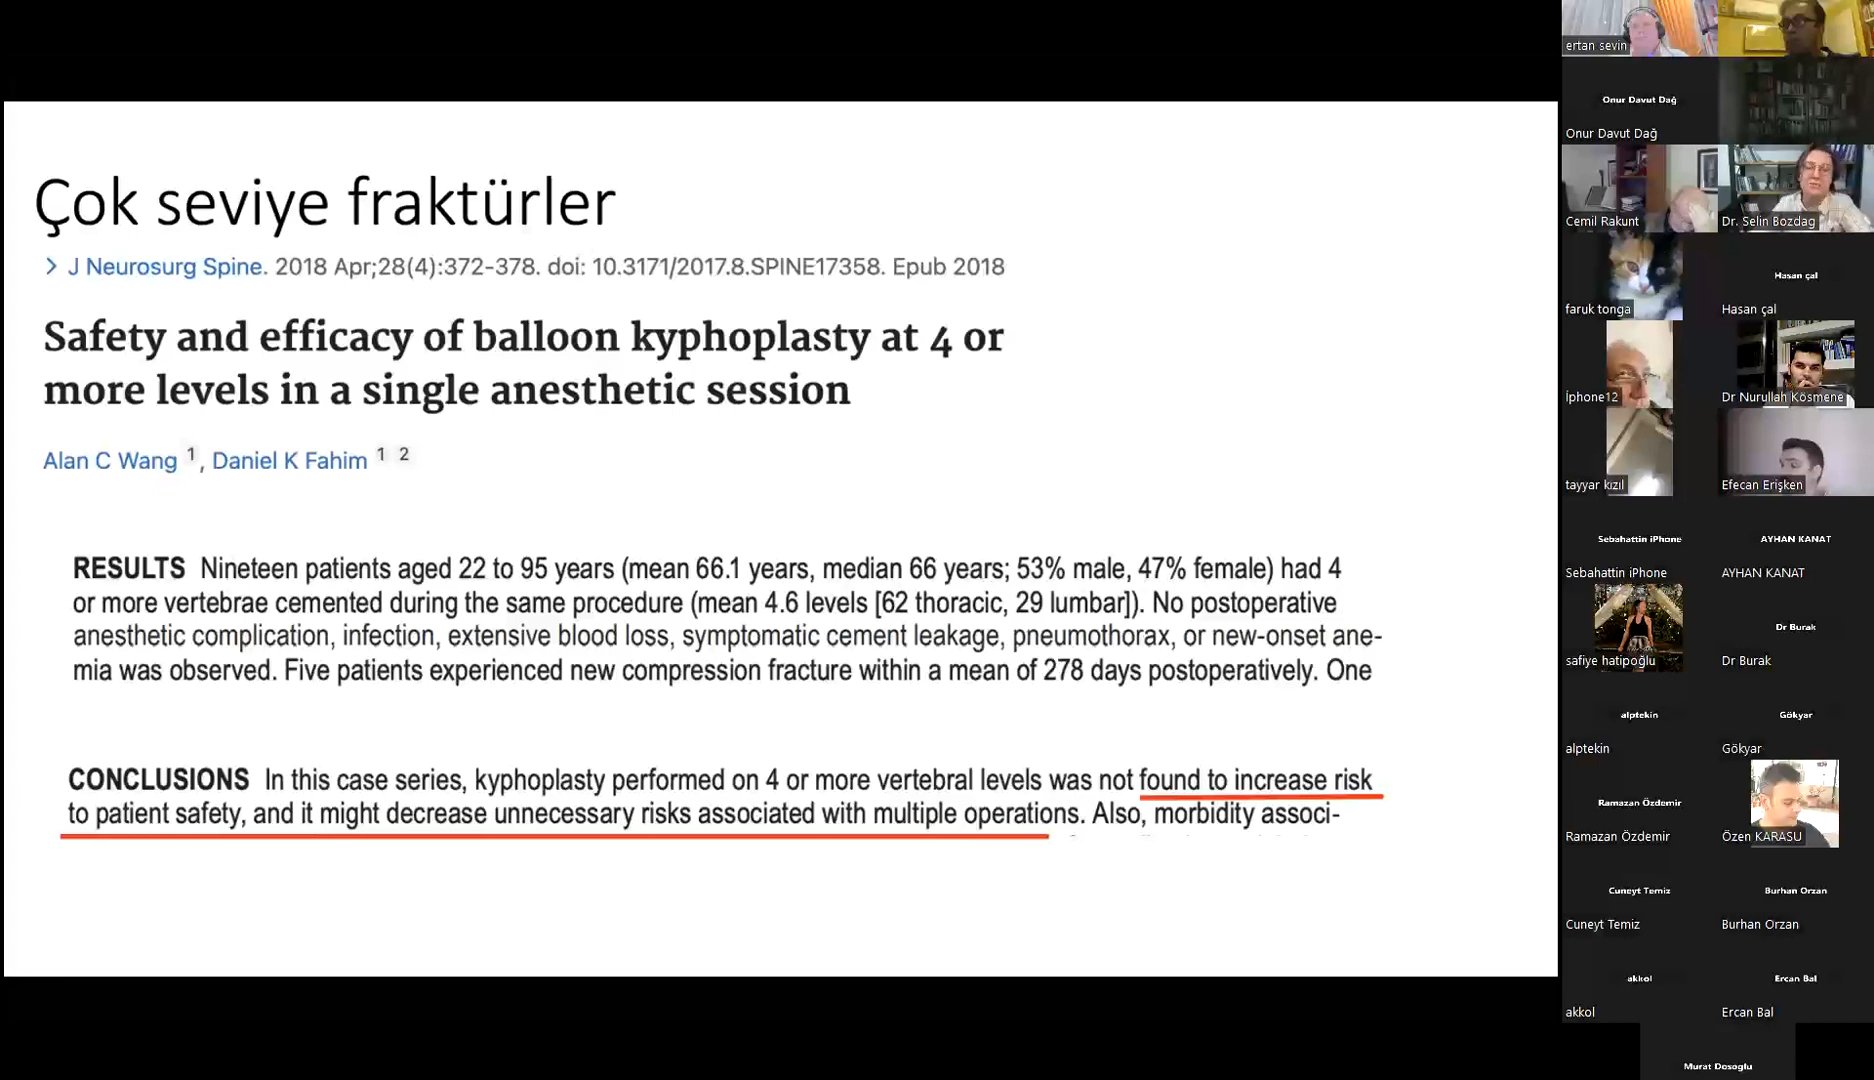 Çok seviye fraktürler
> J Neurosurg Spine. 2018 Apr;28(4):372-378. doi: 10.3171/2017.8.SPINE17358. Epub 2018
Safety and efficacy of balloon kyphoplasty at 4 or
more levels in a single anesthetic session
Alan C Wang 1, Daniel K Fahim 1 2
RESULTS Nineteen patients aged 22 to 95 years (mean 66.1 years, median 66 years; 53% male, 47% female) had 4
or more vertebrae cemented during the same procedure (mean 4.6 levels [62 thoracic, 29 lumbar]). No postoperative
anesthetic complication, infection, extensive blood loss, symptomatic cement leakage, pneumothorax, or new-onset ane-
mia was observed. Five patients experienced new compression fracture within a mean of 278 days postoperatively. One
CONCLUSIONS In this case series, kyphoplasty performed on 4 or more vertebral levels was not found to increase risk
to patient safety, and it might decrease unnecessary risks associated with multiple operations. Also, morbidity associ-
ertan sevin
Onur Davut Dağ
Onur Davut Dağ
Cemil Rakunt
Dr. Selin Bozdag
Hasan çal
faruk tonga
Hasan çal
İphone12
Dr Nurullah Kösmene
tayyar kızıl
Efecan Erişken
Sebahattin iPhone
AYHAN KANAT
Sebahattin iPhone
AYHAN KANAT
Dr Burak
safiye hatipoğlu
Dr Burak
alptekin
Gökyar
alptekin
Gökyar
Ramazan Özdemir
Ramazan Özdemir
Özen KARASU
Cuneyt Temiz
Burhan Orzan
Cuneyt Temiz
Burhan Orzan
akkol
Ercan Bal
akkol
Ercan Bal
Murat Dosoglu